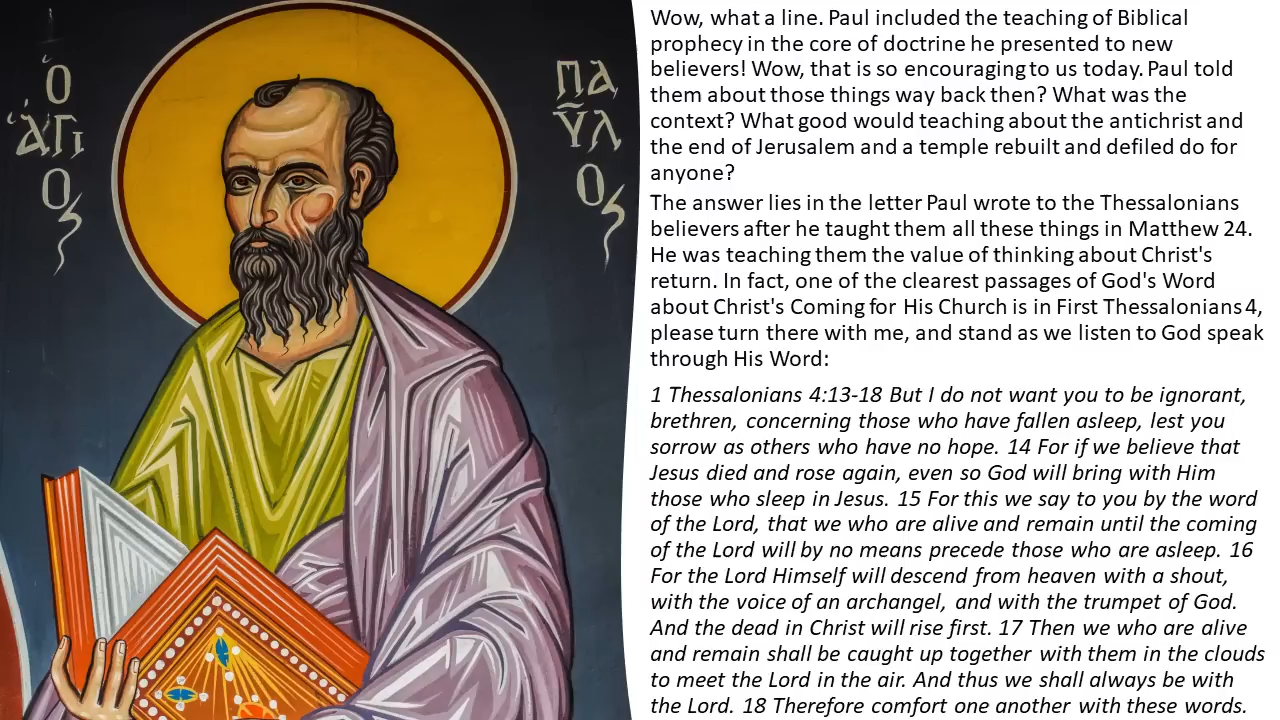 ὁ
ἅΓΙ
Ο
ς
Πα
ῦλ
Ο
ς
Wow, what a line. Paul included the teaching of Biblical
prophecy in the core of doctrine he presented to new
believers! Wow, that is so encouraging to us today. Paul told
them about those things way back then? What was the
context? What good would teaching about the antichrist and
the end of Jerusalem and a temple rebuilt and defiled do for
anyone?
The answer lies in the letter Paul wrote to the Thessalonians
believers after he taught them all these things in Matthew 24.
He was teaching them the value of thinking about Christ's
return. In fact, one of the clearest passages of God's Word
about Christ's Coming for His Church is in First Thessalonians 4,
please turn there with me, and stand as we listen to God speak
through His Word:
1 Thessalonians 4:13-18 But I do not want you to be ignorant,
brethren, concerning those who have fallen asleep, lest you
sorrow as others who have no hope. 14 For if we believe that
Jesus died and rose again, even so God will bring with Him
those who sleep in Jesus. 15 For this we say to you by the word
of the Lord, that we who are alive and remain until the coming
of the Lord will by no means precede those who are asleep. 16
For the Lord Himself will descend from heaven with a shout,
with the voice of an archangel, and with the trumpet of God.
And the dead in Christ will rise first. 17 Then we who are alive
and remain shall be caught up together with them in the clouds
to meet the Lord in the air. And thus we shall always be with
the Lord. 18 Therefore comfort one another with these words.